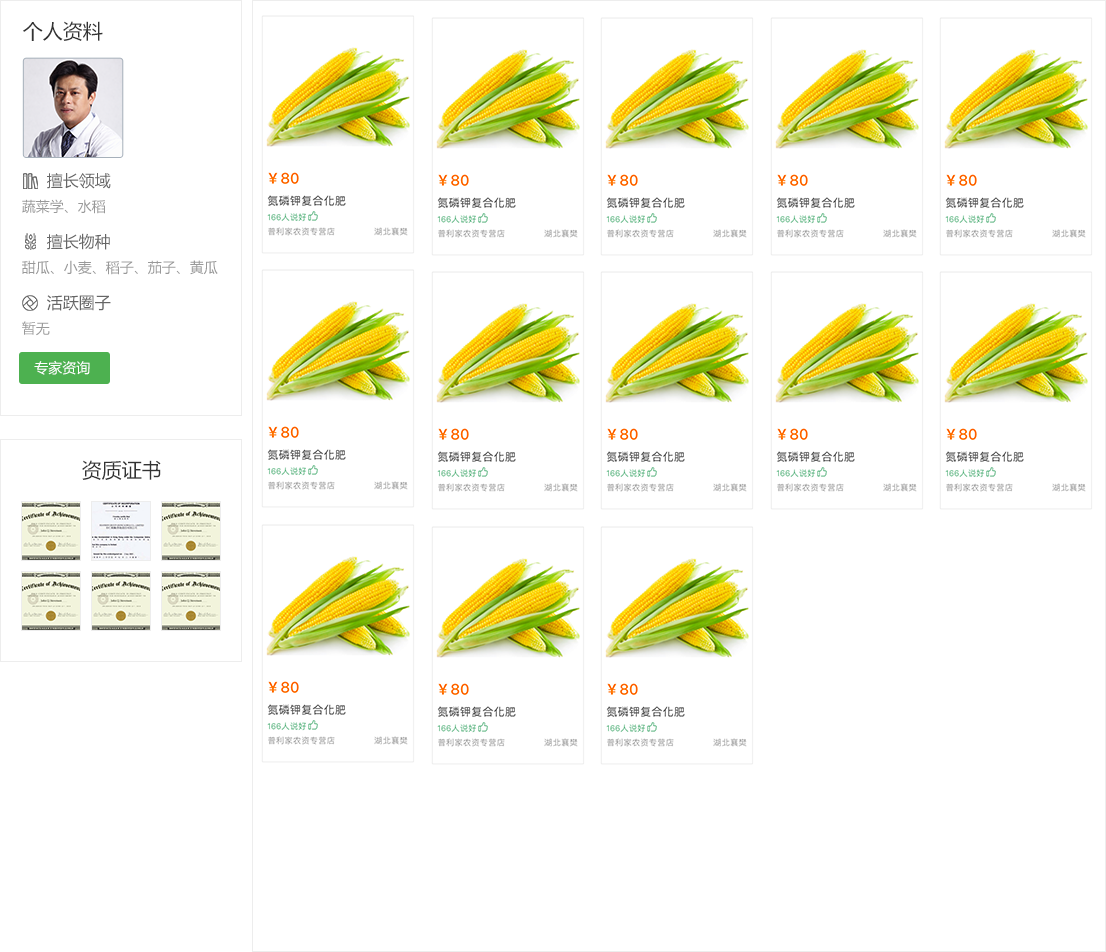 个人资料
擅长领域
蔬菜学、水稻
擅长物种
甜瓜、小麦、稻子、茄子、黄瓜
活跃圈子
暂无
专家资询
资质证书
Certificate of Achievement
Certificate of Achievement
Certificate of Achievement
Certificate of Achievement
Certificate of Achievement
¥ 80
氮磷钾复合化肥
166人说好
普利家农资专营店 湖北襄樊
¥ 80
氮磷钾复合化肥
166人说好
普利家农资专营店 湖北襄樊
¥ 80
氮磷钾复合化肥
166人说好
普利家农资专营店 湖北襄樊
¥ 80
氮磷钾复合化肥
166人说好
普利家农资专营店 湖北襄樊
¥ 80
氮磷钾复合化肥
166人说好
普利家农资专营店 湖北襄樊
¥ 80
氮磷钾复合化肥
166人说好
普利家农资专营店 湖北襄樊
¥ 80
氮磷钾复合化肥
166人说好
普利家农资专营店 湖北襄樊
¥ 80
氮磷钾复合化肥
166人说好
普利家农资专营店 湖北襄樊
¥ 80
氮磷钾复合化肥
166人说好
普利家农资专营店 湖北襄樊
¥ 80
氮磷钾复合化肥
166人说好
普利家农资专营店 湖北襄樊
¥ 80
氮磷钾复合化肥
166人说好
普利家农资专营店 湖北襄樊
¥ 80
氮磷钾复合化肥
166人说好
普利家农资专营店 湖北襄樊
¥ 80
氮磷钾复合化肥
166人说好
普利家农资专营店 湖北襄樊